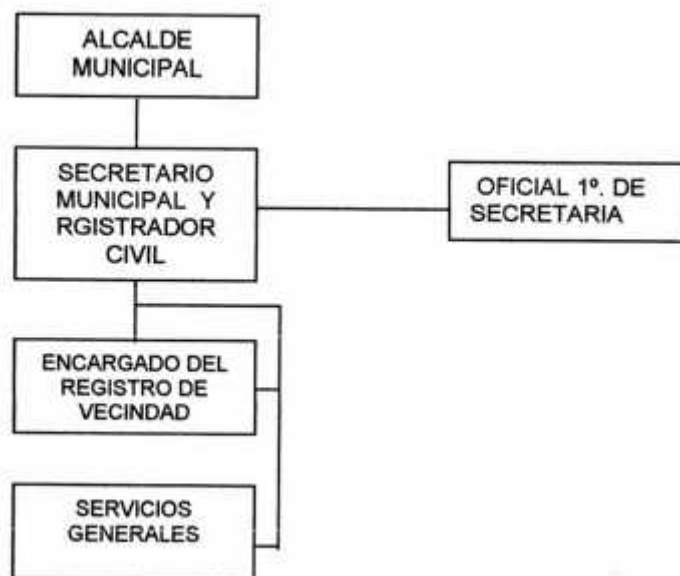 ALCALDE
MUNICIPAL
SECRETARIO
MUNICIPAL Y
RGISTRADOR
CIVIL
OFICIAL 1º. DE
SECRETARIA
ENCARGADO DEL
REGISTRO DE
VECINDAD
SERVICIOS
GENERALES